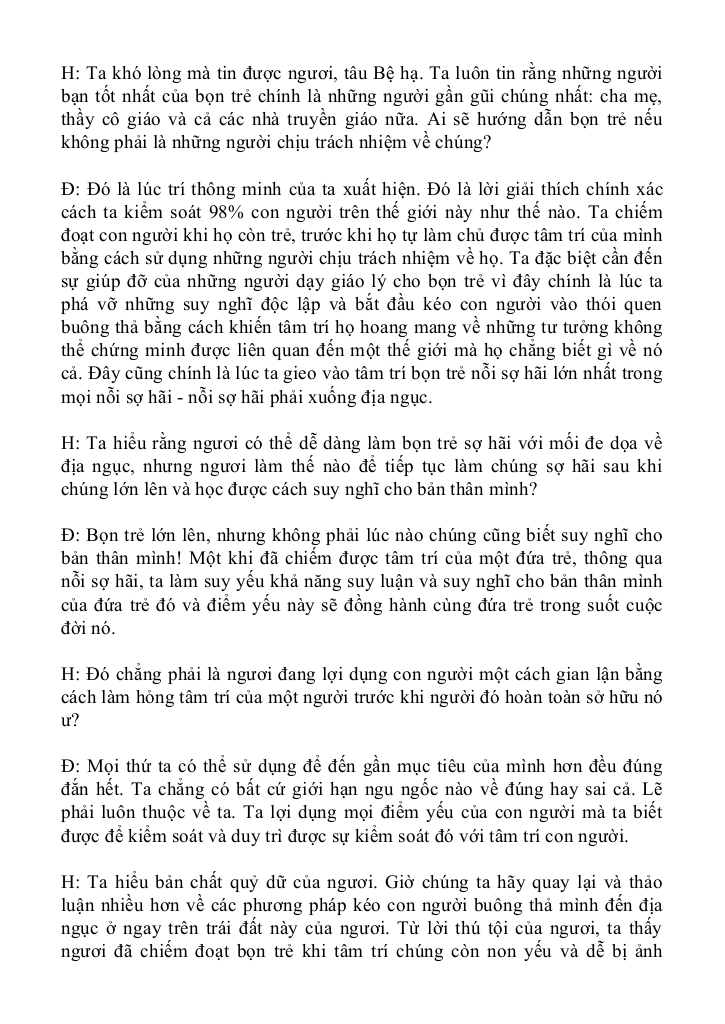 H: Ta khó lòng mà tin được ngươi, tâu Bệ hạ. Ta luôn tin rằng những người
bạn tốt nhất của bọn trẻ chính là những người gần gũi chúng nhất: cha mẹ,
thầy cô giáo và cả các nhà truyền giáo nữa. Ai sẽ hướng dẫn bọn trẻ nếu
không phải là những người chịu trách nhiệm về chúng?
Đ: Đó là lúc trí thông minh của ta xuất hiện. Đó là lời giải thích chính xác
cách ta kiểm soát 98% con người trên thế giới này như thế nào. Ta chiếm
đoạt con người khi họ còn trẻ, trước khi họ tự làm chủ được tâm trí của mình
bằng cách sử dụng những người chịu trách nhiệm về họ. Ta đặc biệt cần đến
sự giúp đỡ của những người dạy giáo lý cho bọn trẻ vì đây chính là lúc ta
phá vỡ những suy nghĩ độc lập và bắt đầu kéo con người vào thói quen
buông thả bằng cách khiến tâm trí họ hoang mang về những tư tưởng không
thể chứng minh được liên quan đến một thế giới mà họ chẳng biết gì về nó
cả. Đây cũng chính là lúc ta gieo vào tâm trí bọn trẻ nỗi sợ hãi lớn nhất trong
mọi nỗi sợ hãi - nỗi sợ hãi phải xuống địa ngục.
H: Ta hiểu rằng ngươi có thể dễ dàng làm bọn trẻ sợ hãi với mối đe dọa về
địa ngục, nhưng ngươi làm thế nào để tiếp tục làm chúng sợ hãi sau khi
chúng lớn lên và học được cách suy nghĩ cho bản thân mình?
Đ: Bọn trẻ lớn lên, nhưng không phải lúc nào chúng cũng biết suy nghĩ cho
bản thân mình! Một khi đã chiếm được tâm trí của một đứa trẻ, thông qua
nỗi sợ hãi, ta làm suy yếu khả năng suy luận và suy nghĩ cho bản thân mình
của đứa trẻ đó và điểm yếu này sẽ đồng hành cùng đứa trẻ trong suốt cuộc
đời nó.
H: Đó chẳng phải là ngươi đang lợi dụng con người một cách gian lận bằng
cách làm hỏng tâm trí của một người trước khi người đó hoàn toàn sở hữu nó
ư?
Đ: Mọi thứ ta có thể sử dụng để đến gần mục tiêu của mình hơn đều đúng
đắn hết. Ta chẳng có bất cứ giới hạn ngu ngốc nào về đúng hay sai cả. Lẽ
phải luôn thuộc về ta. Ta lợi dụng mọi điểm yếu của con người mà ta biết
được để kiểm soát và duy trì được sự kiểm soát đó với tâm trí con người.
H: Ta hiểu bản chất quỷ dữ của ngươi. Giờ chúng ta hãy quay lại và thảo
luận nhiều hơn về các phương pháp kéo con người buông thả mình đến địa
ngục ở ngay trên trái đất này của ngươi. Từ lời thú tội của ngươi, ta thấy
ngươi đã chiếm đoạt bọn trẻ khi tâm trí chúng còn non yếu và dễ bị ảnh